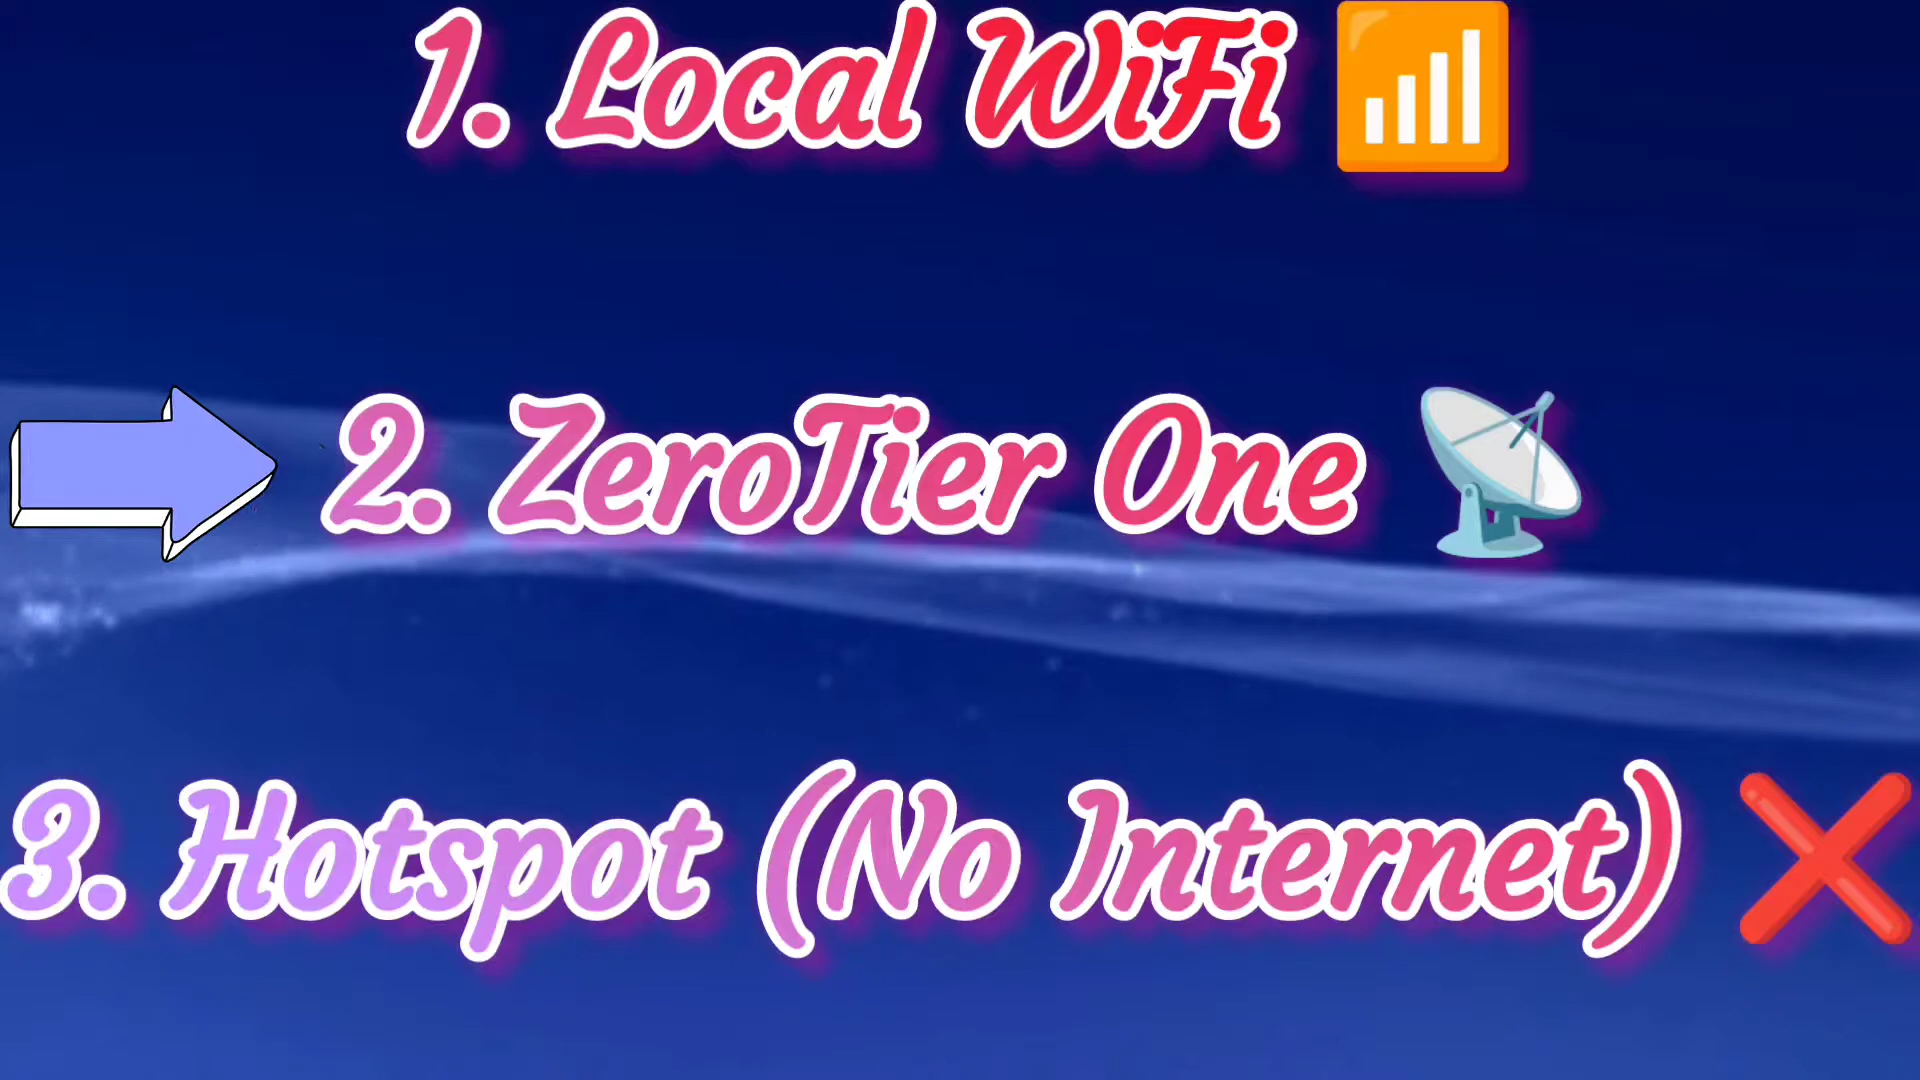 1. Local WiFi 📶
2. ZeroTier One 📡
3. Hotspot (No Internet) ❌